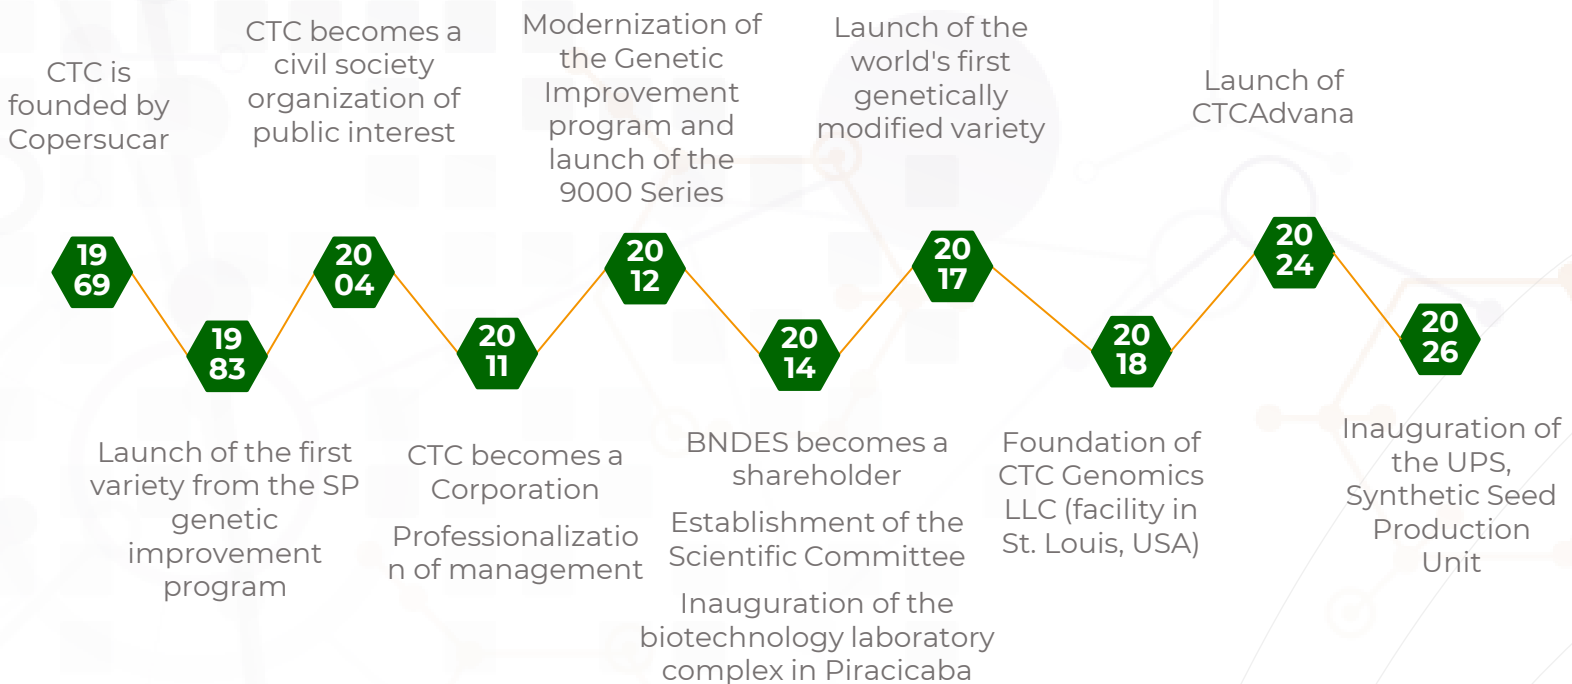 CTC is
founded by
Copersucar
19
69
Launch of the first
variety from the SP
genetic
improvement
program
19
83
CTC becomes a
civil society
organization of
public interest
20
04
CTC becomes a
Corporation
Professionalizatio
n of management
20
11
Modernization of
the Genetic
Improvement
program and
launch of the
9000 Series
20
12
BNDES becomes a
shareholder
Establishment of the
Scientific Committee
Inauguration of the
biotechnology laboratory
complex in Piracicaba
20
14
Launch of the
world's first
genetically
modified variety
20
17
Foundation of
CTC Genomics
LLC (facility in
St. Louis, USA)
20
18
Launch of
CTCAdvana
20
24
Inauguration of
the UPS,
Synthetic Seed
Production
Unit
20
26